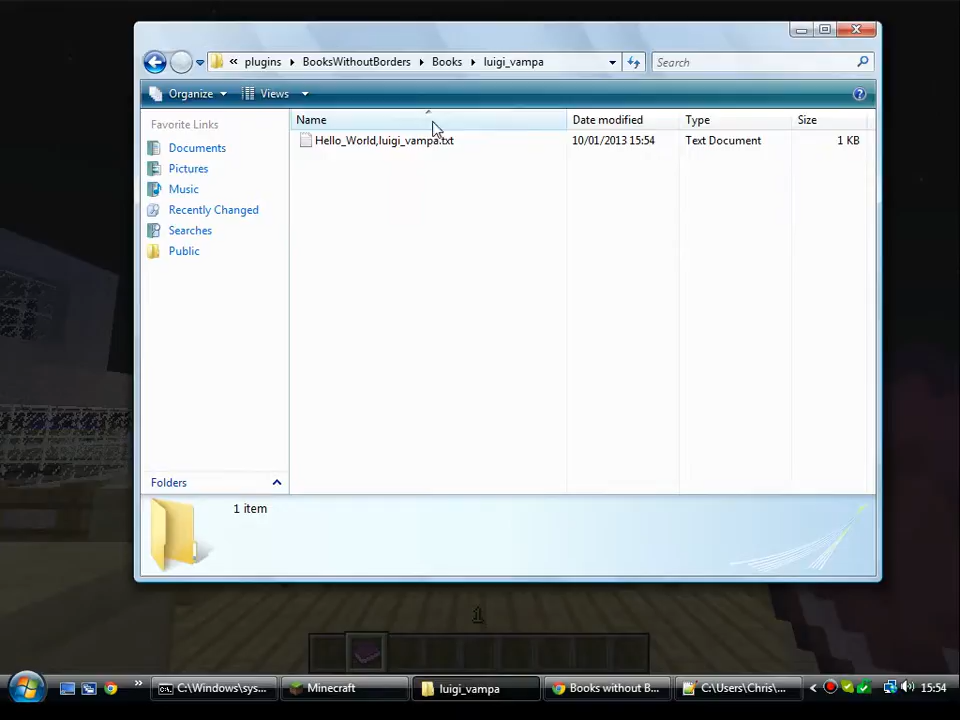 « plugins BooksWithoutBorders Books luigi_vampa Search
Organize Views
Favorite Links
Documents
Pictures
Music
Recently Changed
Searches
Public
Folders
Name Date modified Type Size
Hello_World,luigi_vampa.txt 10/01/2013 15:54 Text Document 1 KB
1 item
1
C:\Windows\sys... Minecraft luigi_vampa Books without B... C:\Users\Chris\... 15:54